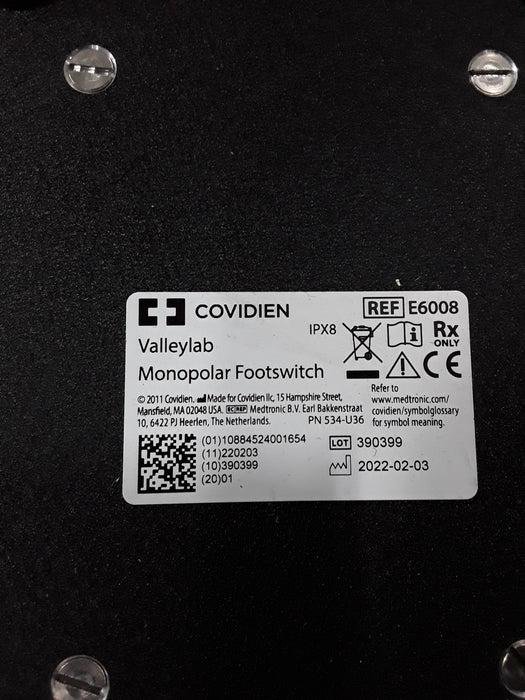 COVIDIEN
REF E6008
IPX8
Rx
ONLY
Valleylab
Monopolar Footswitch
CE
© 2011 Covidien. Made for Covidien llc, 15 Hampshire Street,
Mansfield, MA 02048 USA. EC REP Medtronic B.V. Earl Bakkenstraat
10, 6422 PJ Heerlen, The Netherlands. PN 534-U36
Refer to
www.medtronic.com/
covidien/symbolglossary
for symbol meaning.
(01)10884524001654
(11)220203
(10)390399
(20)01
LOT 390399
2022-02-03